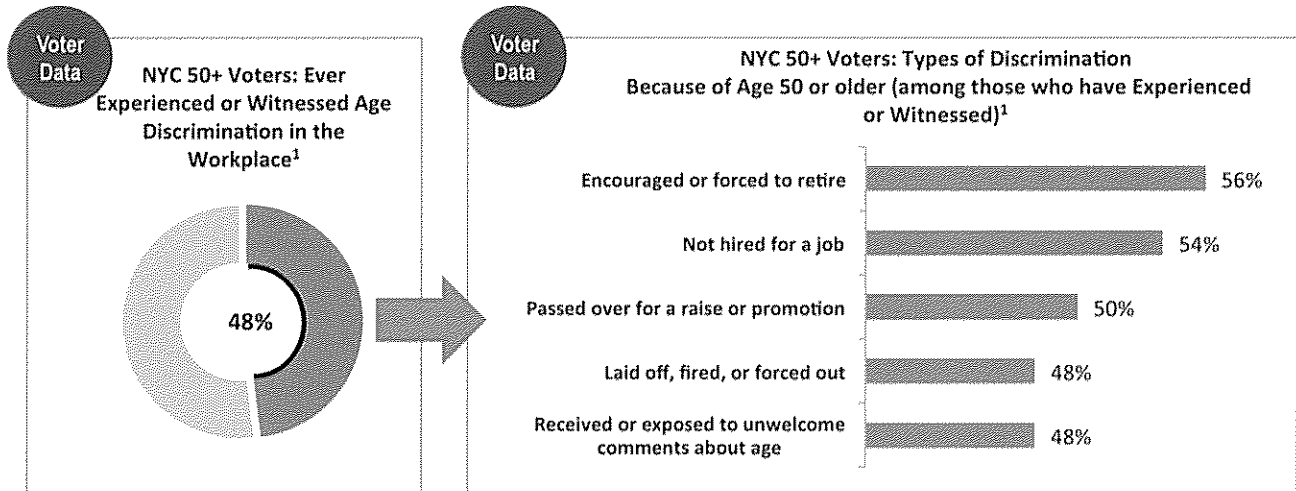 Voter
Data
NYC 50+ Voters: Ever
Experienced or Witnessed Age
Discrimination in the
Workplace¹
48%
Voter
Data
NYC 50+ Voters: Types of Discrimination
Because of Age 50 or older (among those who have Experienced
or Witnessed)¹
Encouraged or forced to retire 56%
Not hired for a job 54%
Passed over for a raise or promotion 50%
Laid off, fired, or forced out 48%
Received or exposed to unwelcome
comments about age 48%